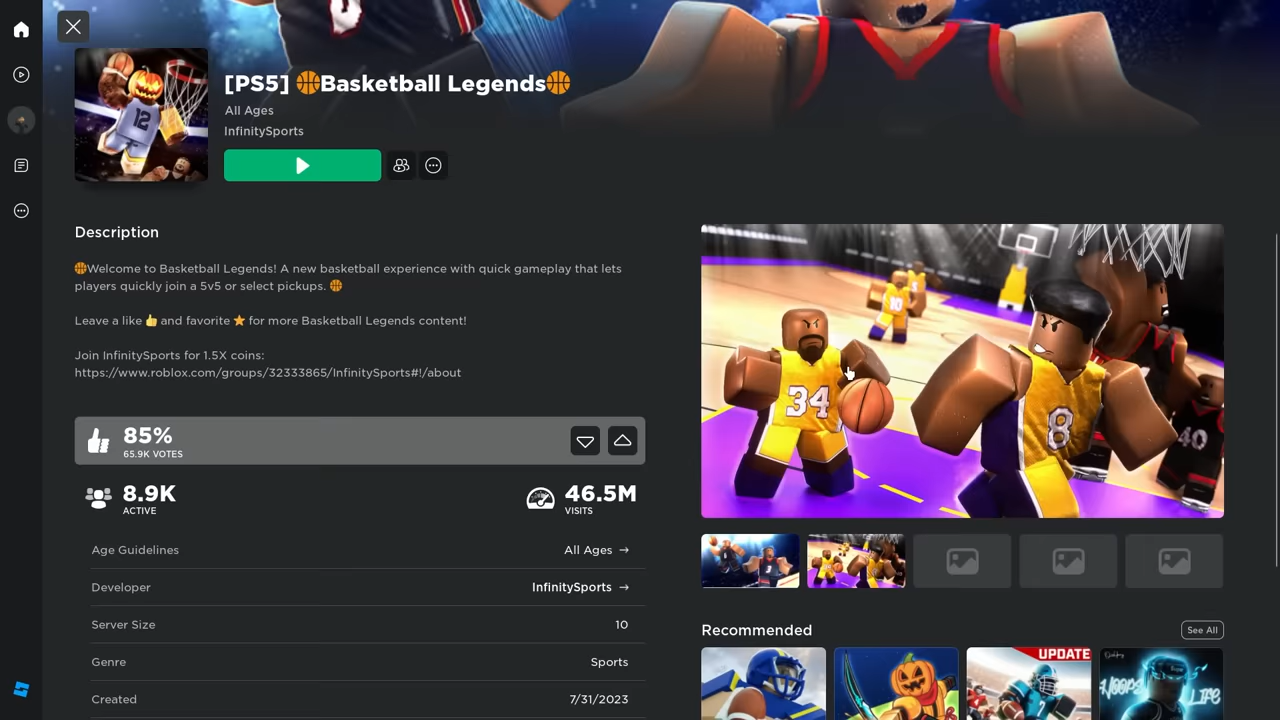 [PS5] 🏀Basketball Legends🏀
All Ages
InfinitySports
12
Description
🏀Welcome to Basketball Legends! A new basketball experience with quick gameplay that lets
players quickly join a 5v5 or select pickups. 🏀
Leave a like 👍 and favorite ⭐ for more Basketball Legends content!
Join InfinitySports for 1.5X coins:
https://www.roblox.com/groups/32333865/InfinitySports#!/about
85%
65.9K VOTES
8.9K
ACTIVE
46.5M
VISITS
Age Guidelines
All Ages →
Developer
InfinitySports →
Server Size
10
Genre
Sports
Created
7/31/2023
10
34
8
40
Recommended
See All
UPDATE
HOOPS
LIFE